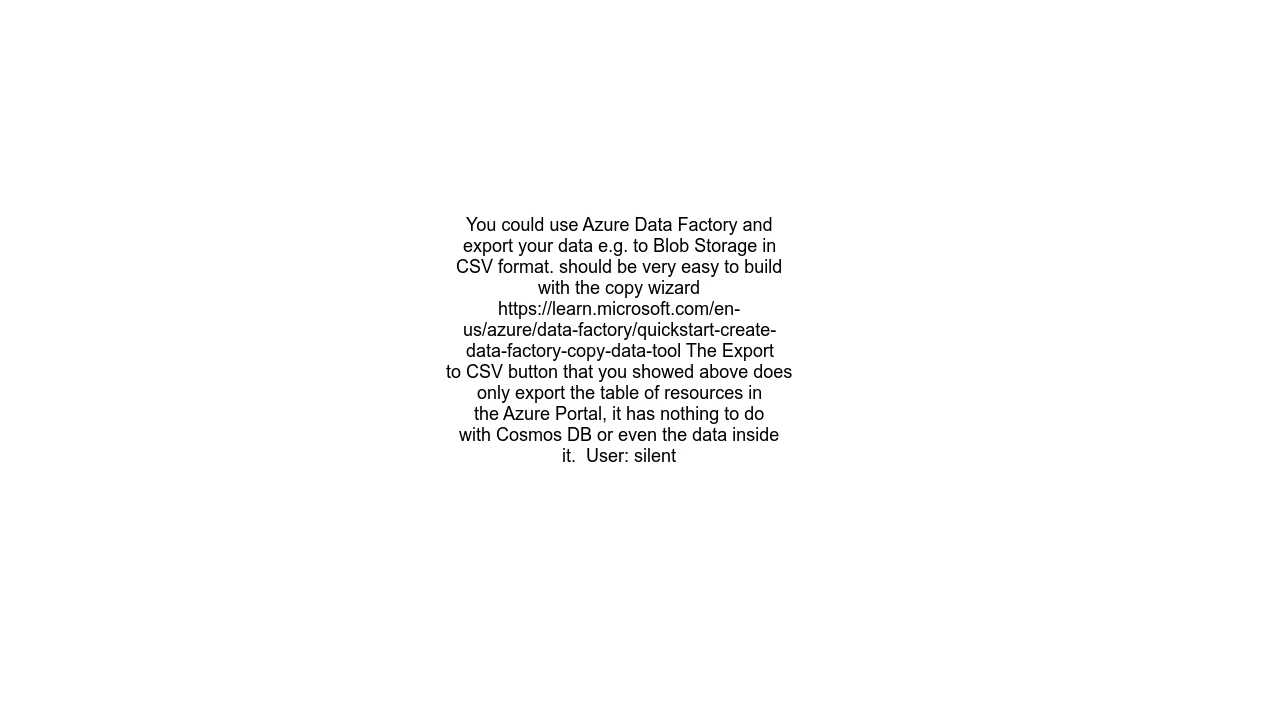 You could use Azure Data Factory and
export your data e.g. to Blob Storage in
CSV format. should be very easy to build
with the copy wizard
https://learn.microsoft.com/en-
us/azure/data-factory/quickstart-create-
data-factory-copy-data-tool The Export
to CSV button that you showed above does
only export the table of resources in
the Azure Portal, it has nothing to do
with Cosmos DB or even the data inside
it.  User: silent